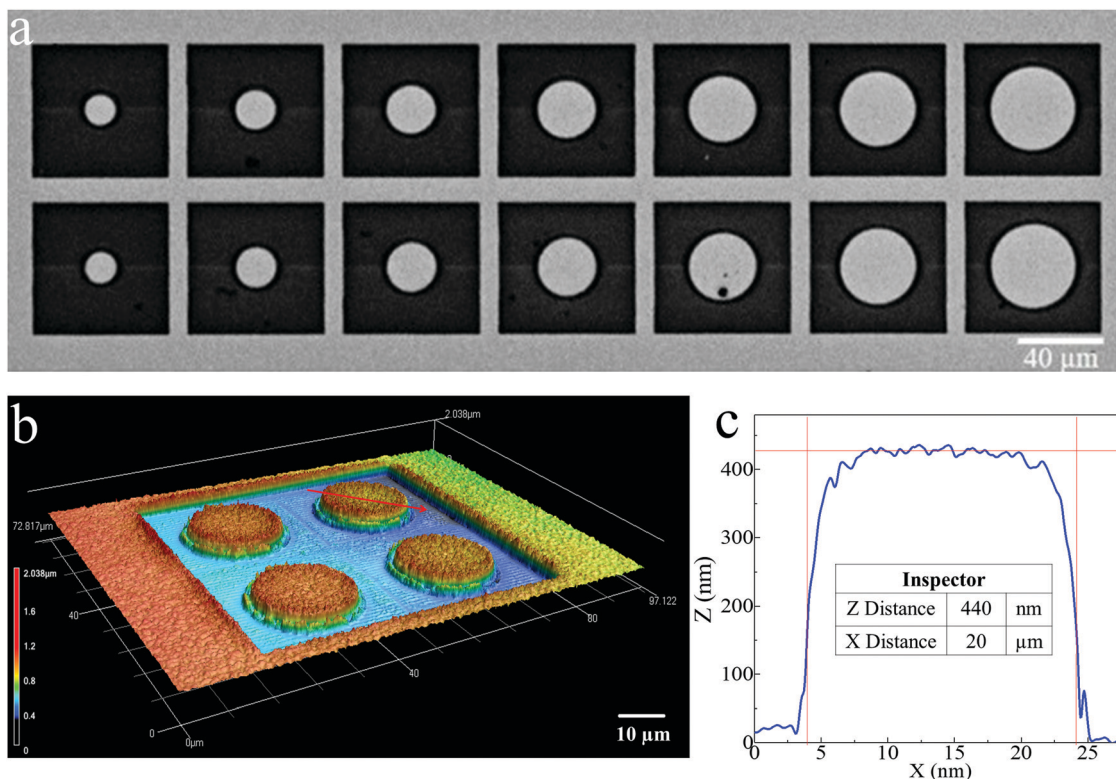 a
40 µm
b
2.038µm
72.817µm
2.038µm
1.6
1.2
0.8
0.4
0
40
0
0µm
40
80
97.122
10 µm
c
Z (nm)
400
300
200
100
0
Inspector
Z Distance 440 nm
X Distance 20 µm
0 5 10 15 20 25
X (nm)